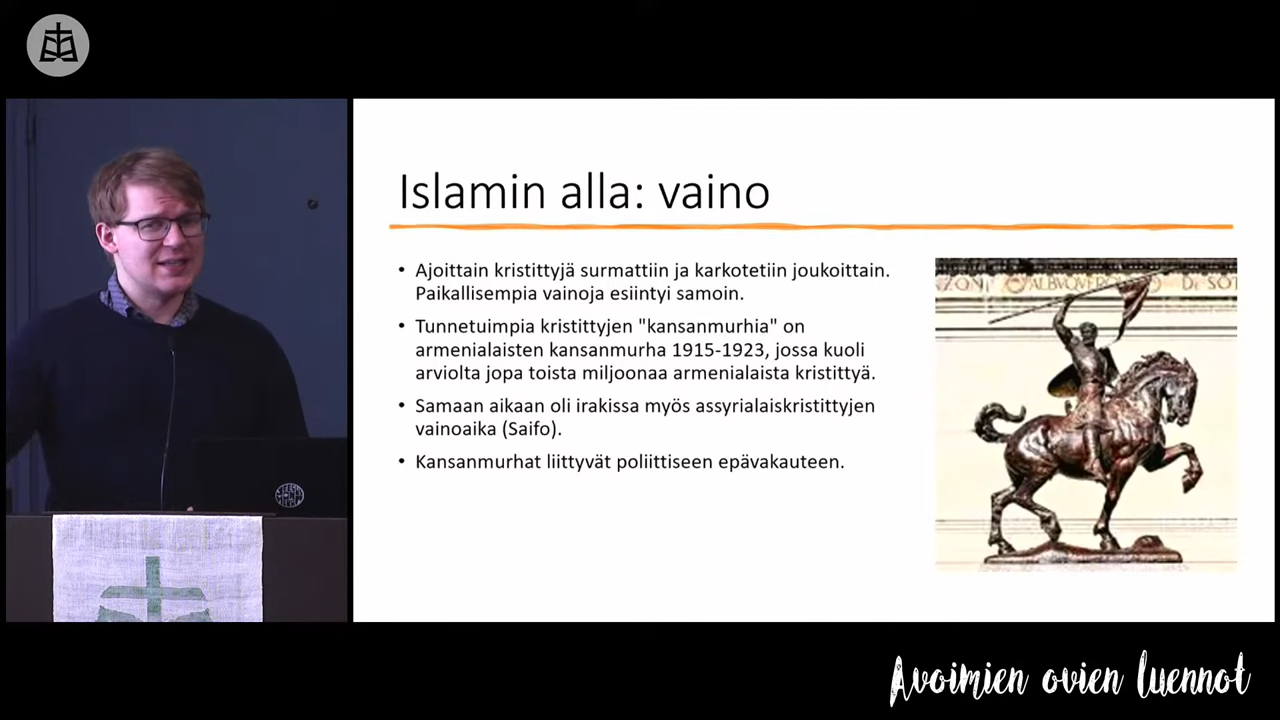 Islamin alla: vaino
• Ajoittain kristittyjä surmattiin ja karkotetiin joukoittain.
Paikallisempia vainoja esiintyi samoin.
• Tunnetuimpia kristittyjen "kansanmurhia" on
armenialaisten kansanmurha 1915-1923, jossa kuoli
arviolta jopa toista miljoonaa armenialaista kristittyä.
• Samaan aikaan oli irakissa myös assyrialaiskristittyjen
vainoaika (Saifo).
• Kansanmurhat liittyvät poliittiseen epävakauteen.
Avoimien ovien luennot